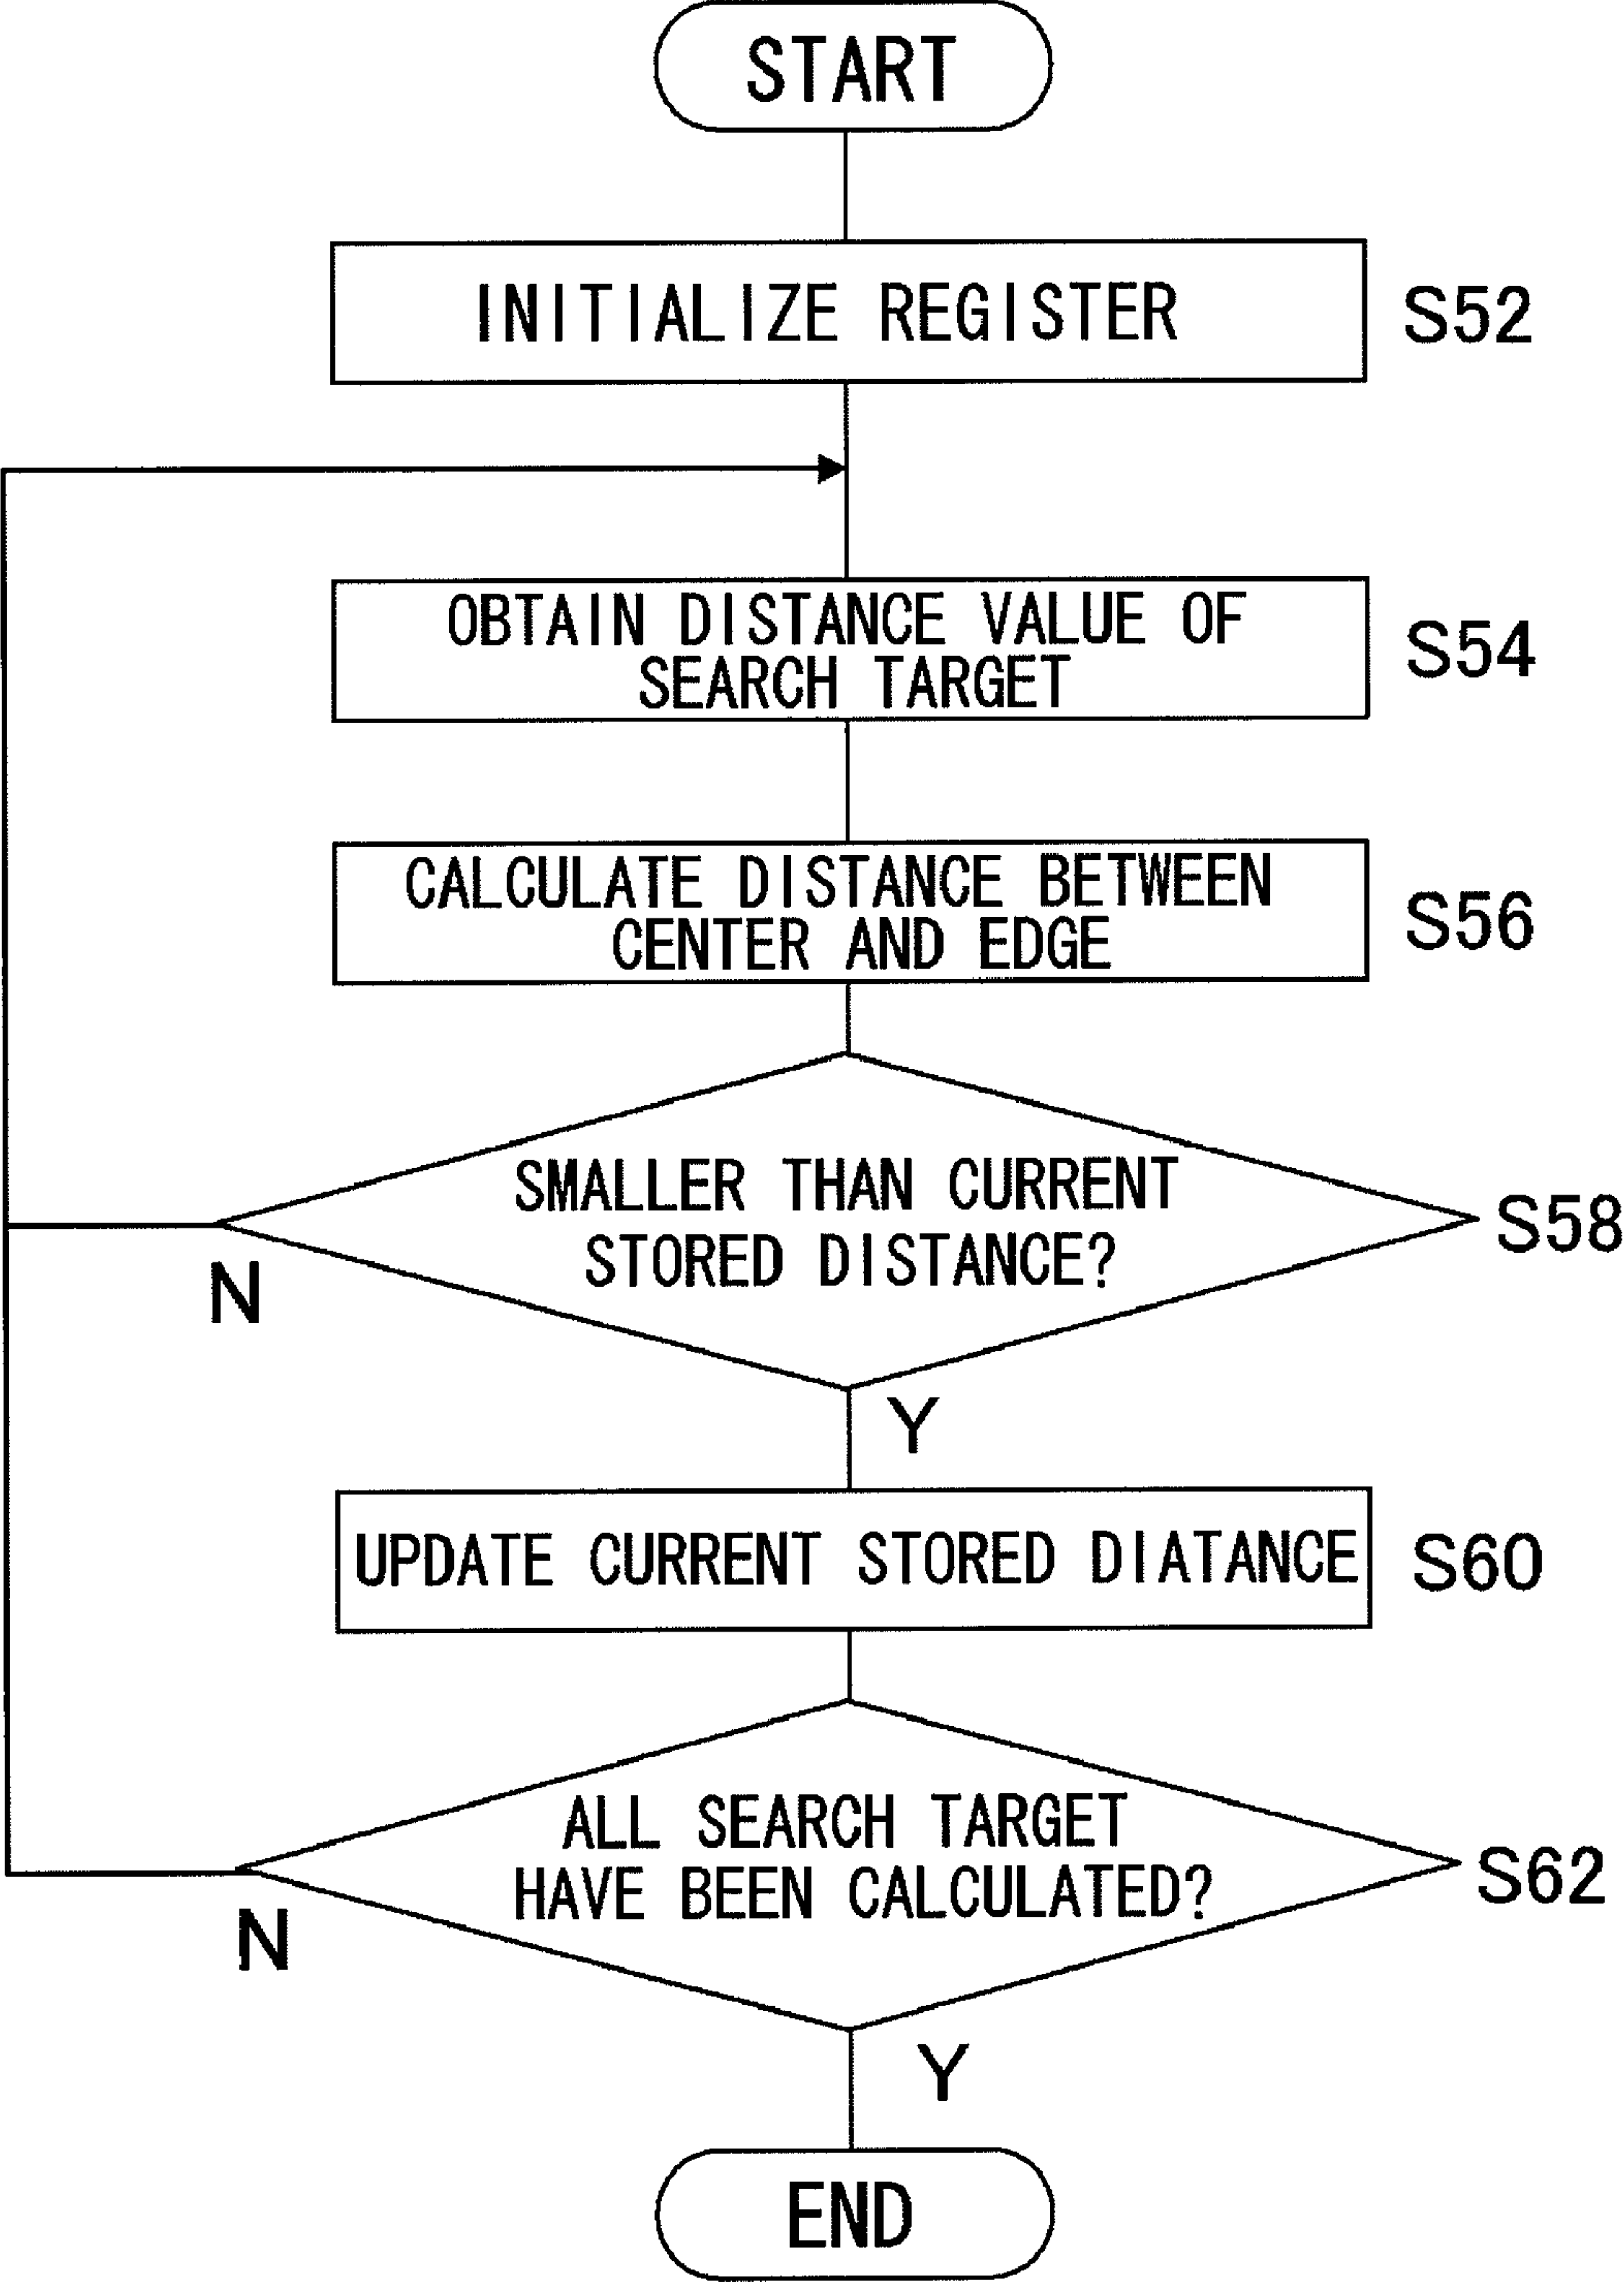 START
INITIALIZE REGISTER
S52
OBTAIN DISTANCE VALUE OF
SEARCH TARGET
S54
CALCULATE DISTANCE BETWEEN
CENTER AND EDGE
S56
SMALLER THAN CURRENT
STORED DISTANCE?
S58
N
Y
UPDATE CURRENT STORED DIATANCE
S60
ALL SEARCH TARGET
HAVE BEEN CALCULATED?
S62
N
Y
END